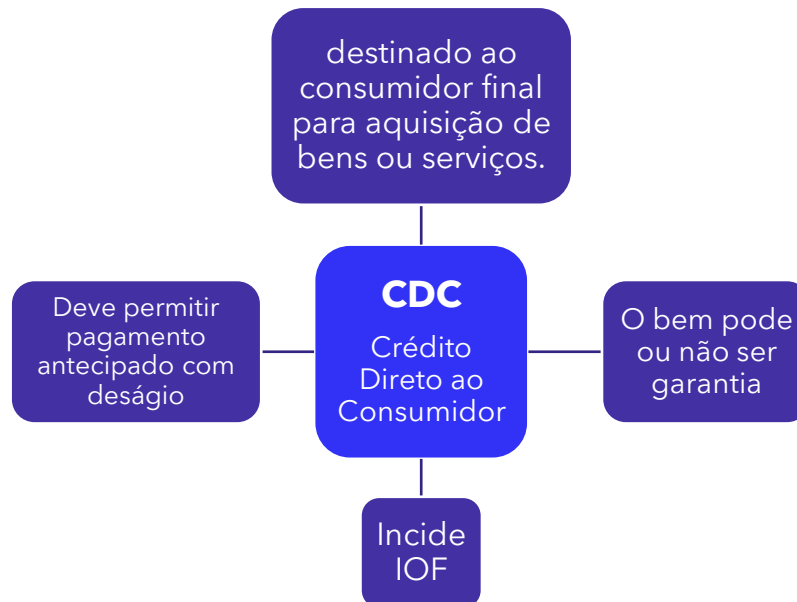 destinado ao
consumidor final
para aquisição de
bens ou serviços.
Deve permitir
pagamento
antecipado com
deságio
CDC
Crédito
Direto ao
Consumidor
O bem pode
ou não ser
garantia
Incide
IOF